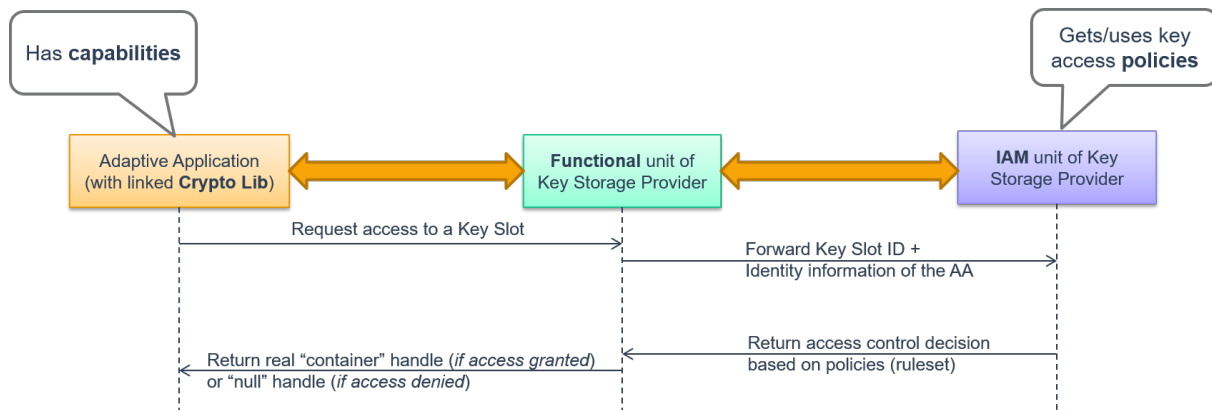 Has capabilities
Gets/uses key
access policies
Adaptive Application
(with linked Crypto Lib)
Functional unit of
Key Storage Provider
IAM unit of Key
Storage Provider
Request access to a Key Slot
Forward Key Slot ID +
Identity information of the AA
Return access control decision
based on policies (ruleset)
Return real “container” handle (if access granted)
or “null” handle (if access denied)